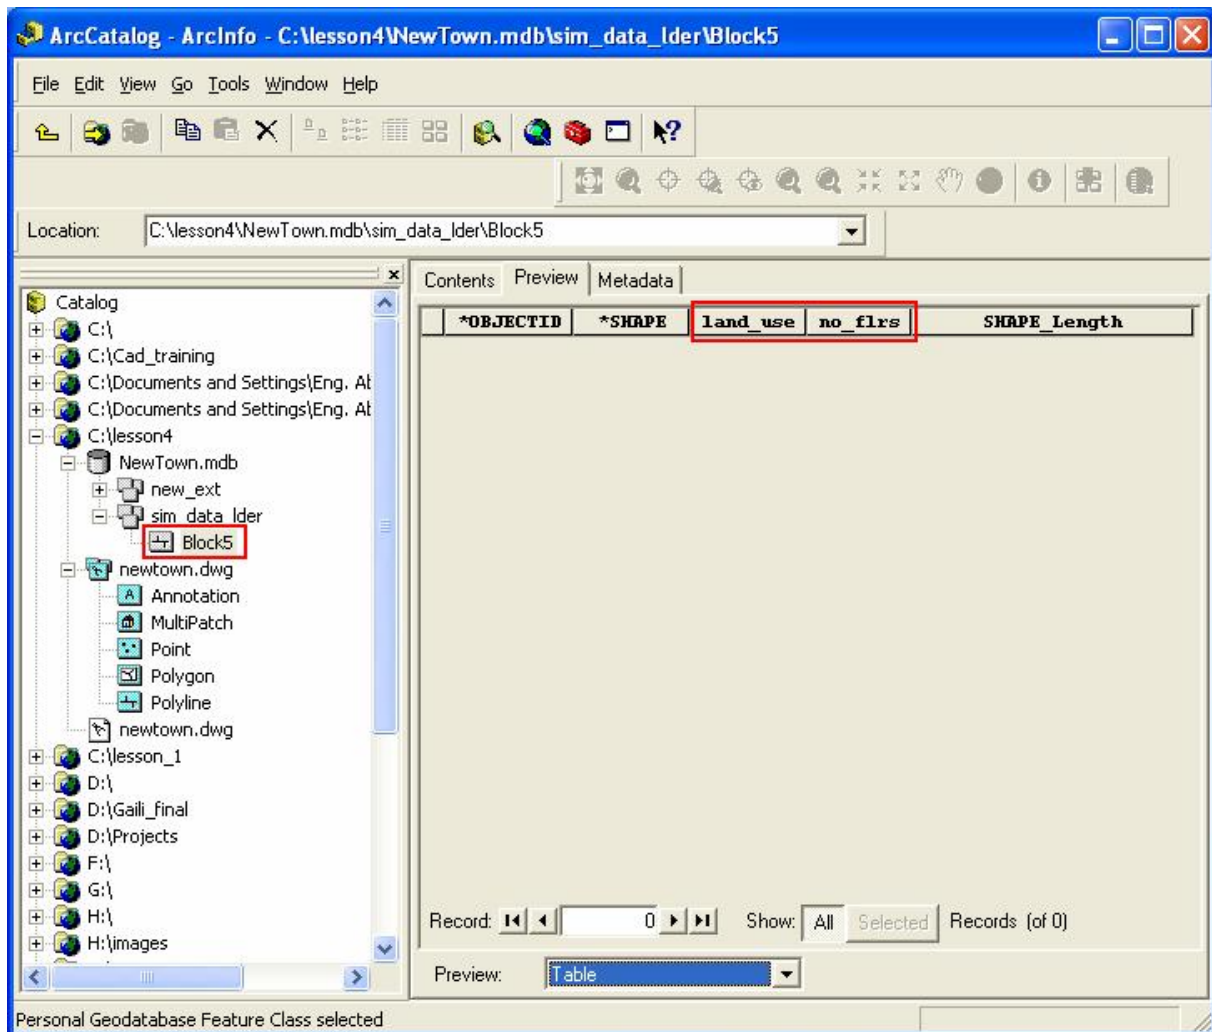 ArcCatalog - ArcInfo - C:\lesson4\NewTown.mdb\sim_data_lder\Block5
File Edit View Go Tools Window Help
Location: C:\lesson4\NewTown.mdb\sim_data_lder\Block5
Catalog
C:\
C:\Cad_training
C:\Documents and Settings\Eng. Al
C:\Documents and Settings\Eng. Al
C:\lesson4
NewTown.mdb
new_ext
sim_data_lder
Block5
newtown.dwg
Annotation
MultiPatch
Point
Polygon
Polyline
newtown.dwg
C:\lesson_1
D:\
D:\Gaili_final
D:\Projects
F:\
G:\
H:\
H:\images
Contents Preview Metadata
*OBJECTID *SHAPE land_use no_flrs SHAPE_Length
Record: 0 Show: All Selected Records (of 0)
Preview: Table
Personal Geodatabase Feature Class selected